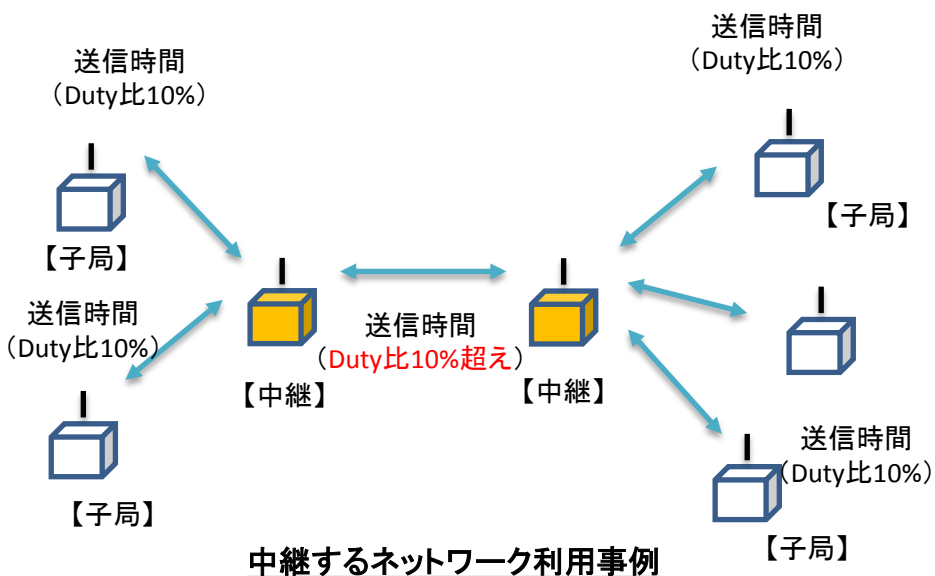 送信時間
（Duty比10%）
【子局】
送信時間
（Duty比10%）
【子局】
【中継】
送信時間
（Duty比10%超え）
【中継】
送信時間
（Duty比10%）
【子局】
送信時間
（Duty比10%）
【子局】
中継するネットワーク利用事例